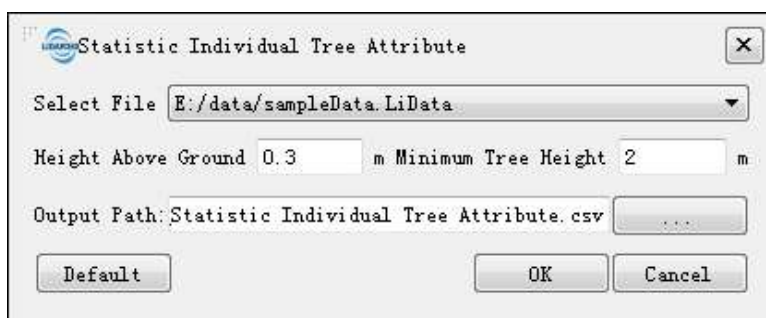 Statistic Individual Tree Attribute
Select File E:/data/sampleData.LiData
Height Above Ground 0.3 m Minimum Tree Height 2 m
Output Path: Statistic Individual Tree Attribute.csv ...
Default OK Cancel